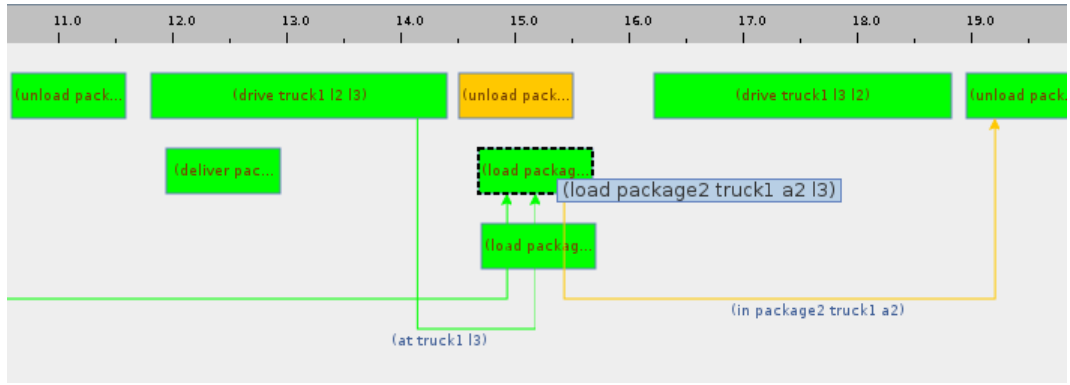 11.0 12.0 13.0 14.0 15.0 16.0 17.0 18.0 19.0
(unload pack... (drive truck1 l2 l3) (unload pack... (drive truck1 l3 l2) (unload pack..
(deliver pac... (load packag...
(load package2 truck1 a2 l3)
(load packag...
(in package2 truck1 a2)
(at truck1 l3)